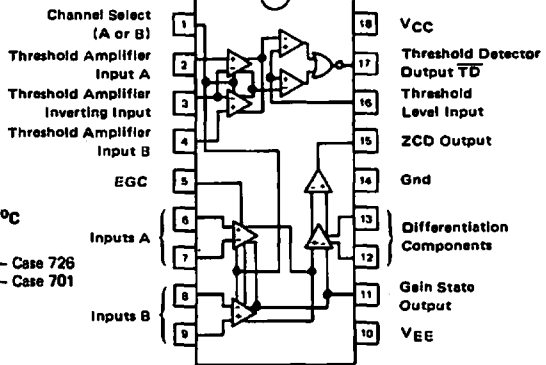 Channel Select
(A or B)
1
Threshold Amplifier
Input A
2
Threshold Amplifier
Inverting Input
3
Threshold Amplifier
Input B
4
EGC
5
°C
Inputs A
6
7
- Case 726
- Case 701
Inputs B
8
9
18
VCC
17
Threshold Detector
Output TD
16
Threshold
Level Input
15
ZCD Output
14
Gnd
13
12
Differentiation
Components
11
Gain State
Output
10
VEE